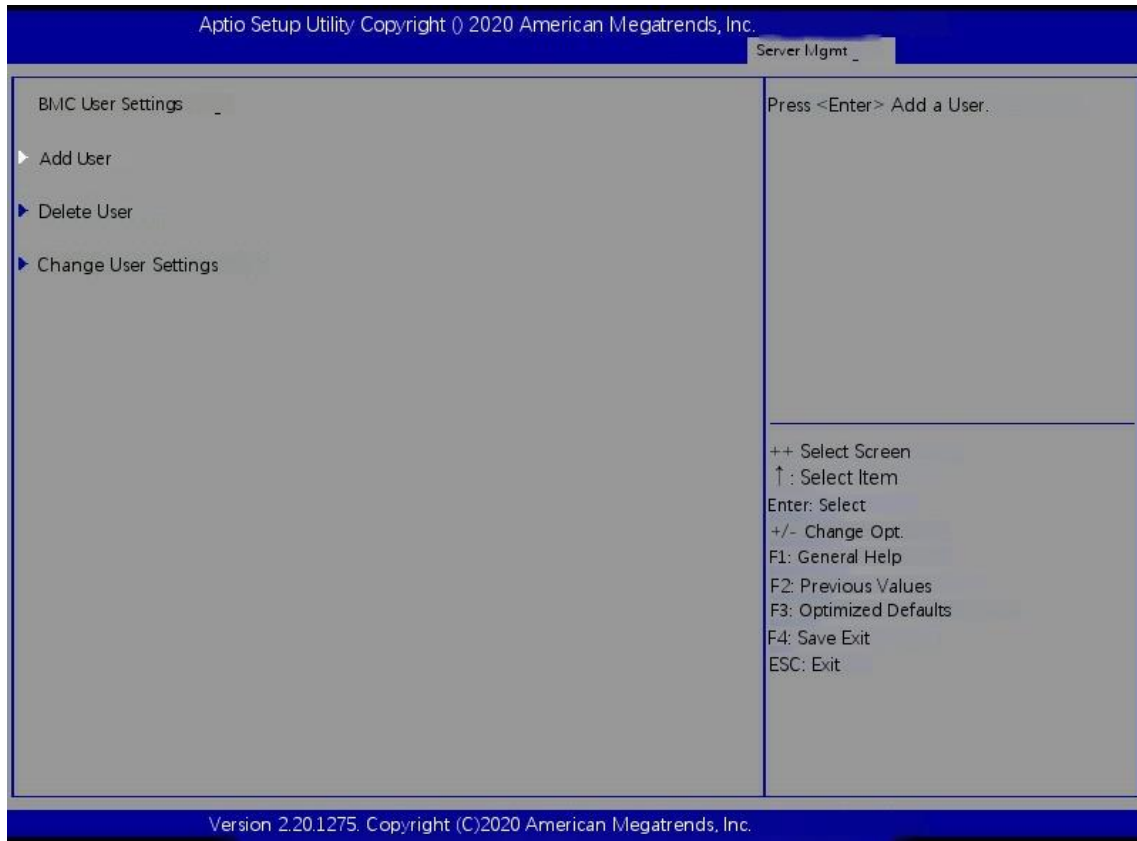 Aptio Setup Utility Copyright () 2020 American Megatrends, Inc.
Server Mgmt _
BMC User Settings _
Add User
Delete User
Change User Settings
Press <Enter> Add a User.
++ Select Screen
↑ : Select Item
Enter: Select
+/- Change Opt.
F1: General Help
F2: Previous Values
F3: Optimized Defaults
F4: Save Exit
ESC: Exit
Version 2.20.1275. Copyright (C)2020 American Megatrends, Inc.